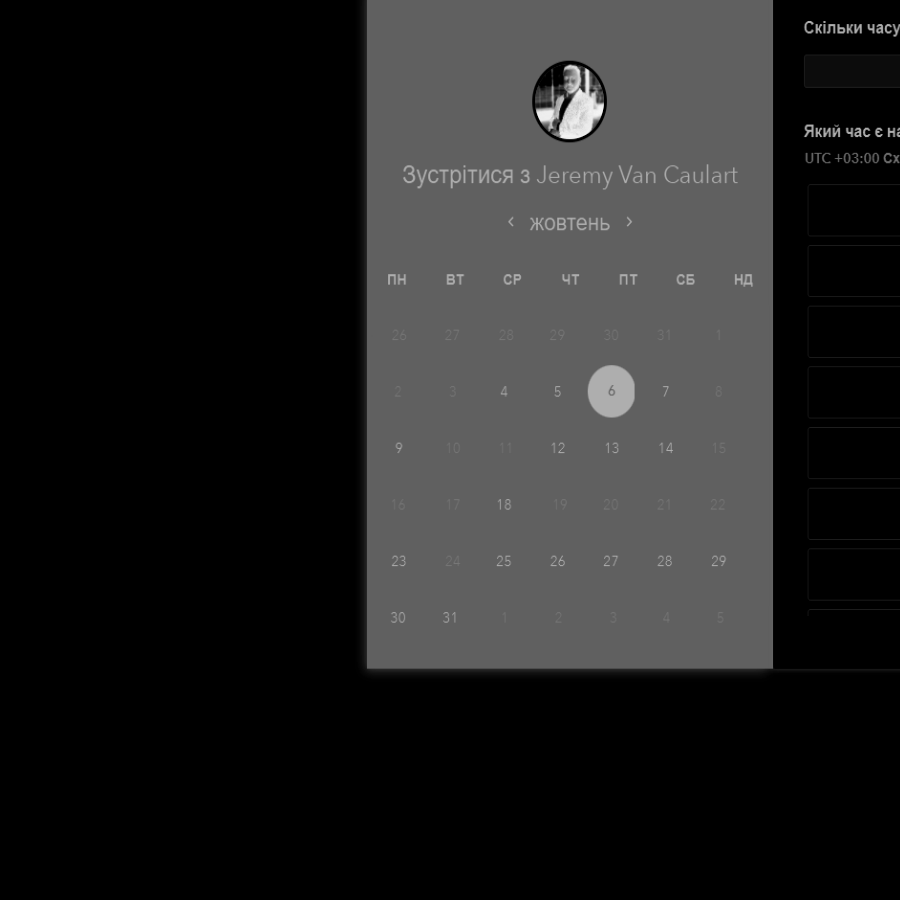 Зустрітися з Jeremy Van Caulart
жовтень
ПН ВТ СР ЧТ ПТ СБ НД
26 27 28 29 30 31 1
2 3 4 5 6 7 8
9 10 11 12 13 14 15
16 17 18 19 20 21 22
23 24 25 26 27 28 29
30 31 1 2 3 4 5
Скільки часу
Який час є на
UTC +03:00 Сх